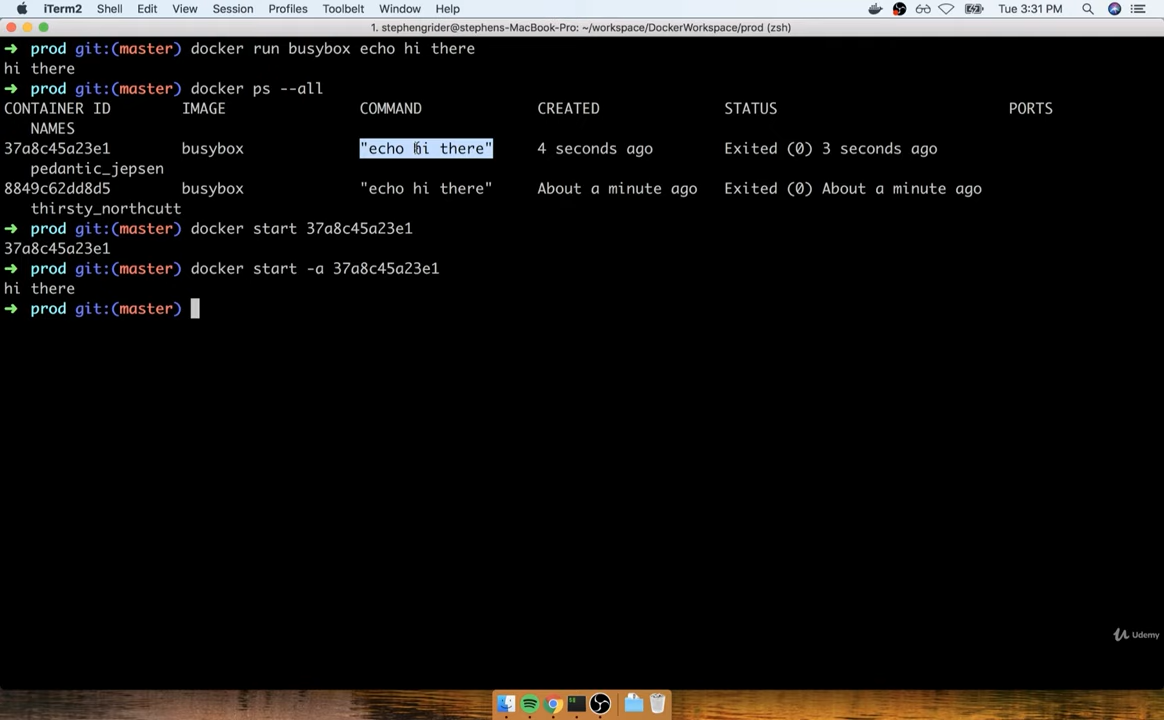 iTerm2 Shell Edit View Session Profiles Toolbelt Window Help Tue 3:31 PM
1. stephengrider@stephens-MacBook-Pro: ~/workspace/DockerWorkspace/prod (zsh)
➜ prod git:(master) docker run busybox echo hi there
hi there
➜ prod git:(master) docker ps --all
CONTAINER ID IMAGE COMMAND CREATED STATUS PORTS
NAMES
37a8c45a23e1 busybox "echo hi there" 4 seconds ago Exited (0) 3 seconds ago
pedantic_jepsen
8849c62dd8d5 busybox "echo hi there" About a minute ago Exited (0) About a minute ago
thirsty_northcutt
➜ prod git:(master) docker start 37a8c45a23e1
37a8c45a23e1
➜ prod git:(master) docker start -a 37a8c45a23e1
hi there
➜ prod git:(master)
Udemy